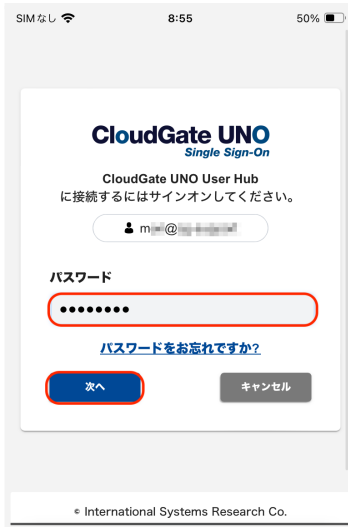 SIMなし 8:55 50%
CloudGate UNO
Single Sign-On
CloudGate UNO User Hub
に接続するにはサインオンしてください。
パスワード
••••••••
パスワードをお忘れですか?
次へ キャンセル
© International Systems Research Co.